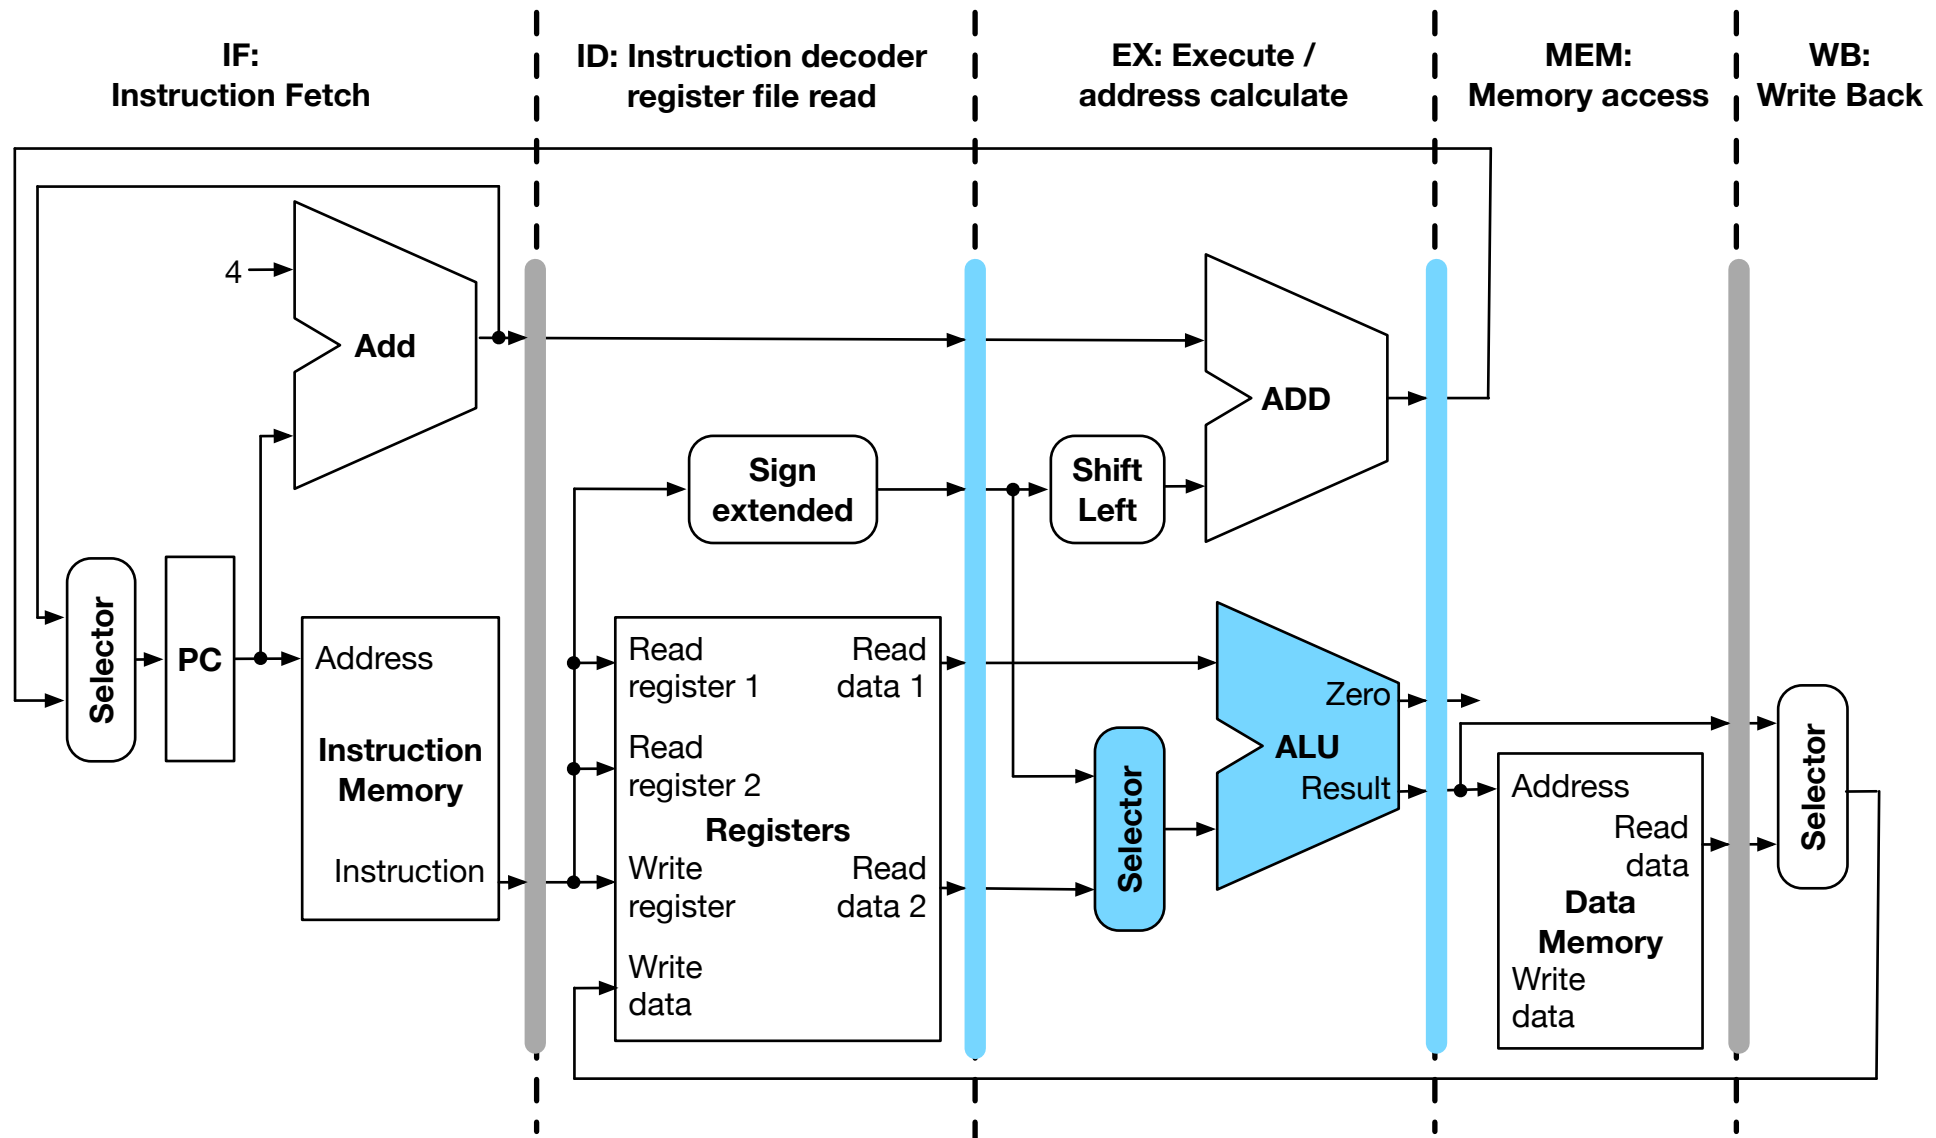 IF:
Instruction Fetch
ID: Instruction decoder
register file read
EX: Execute /
address calculate
MEM:
Memory access
WB:
Write Back
4
Add
ADD
Sign
extended
Shift
Left
Selector
PC
Address
Instruction
Memory
Instruction
Read
register 1
Read
data 1
Read
register 2
Registers
Write
register
Read
data 2
Write
data
Selector
Zero
ALU
Result
Address
Read
data
Data
Memory
Write
data
Selector